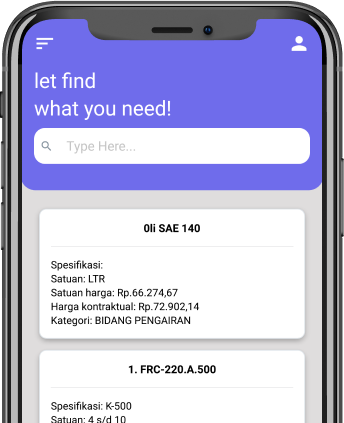 let find
what you need!
Type Here...
0li SAE 140
Spesifikasi:
Satuan: LTR
Satuan harga: Rp.66.274,67
Harga kontraktual: Rp.72.902,14
Kategori: BIDANG PENGAIRAN
1. FRC-220.A.500
Spesifikasi: K-500
Satuan: 4 s/d 10